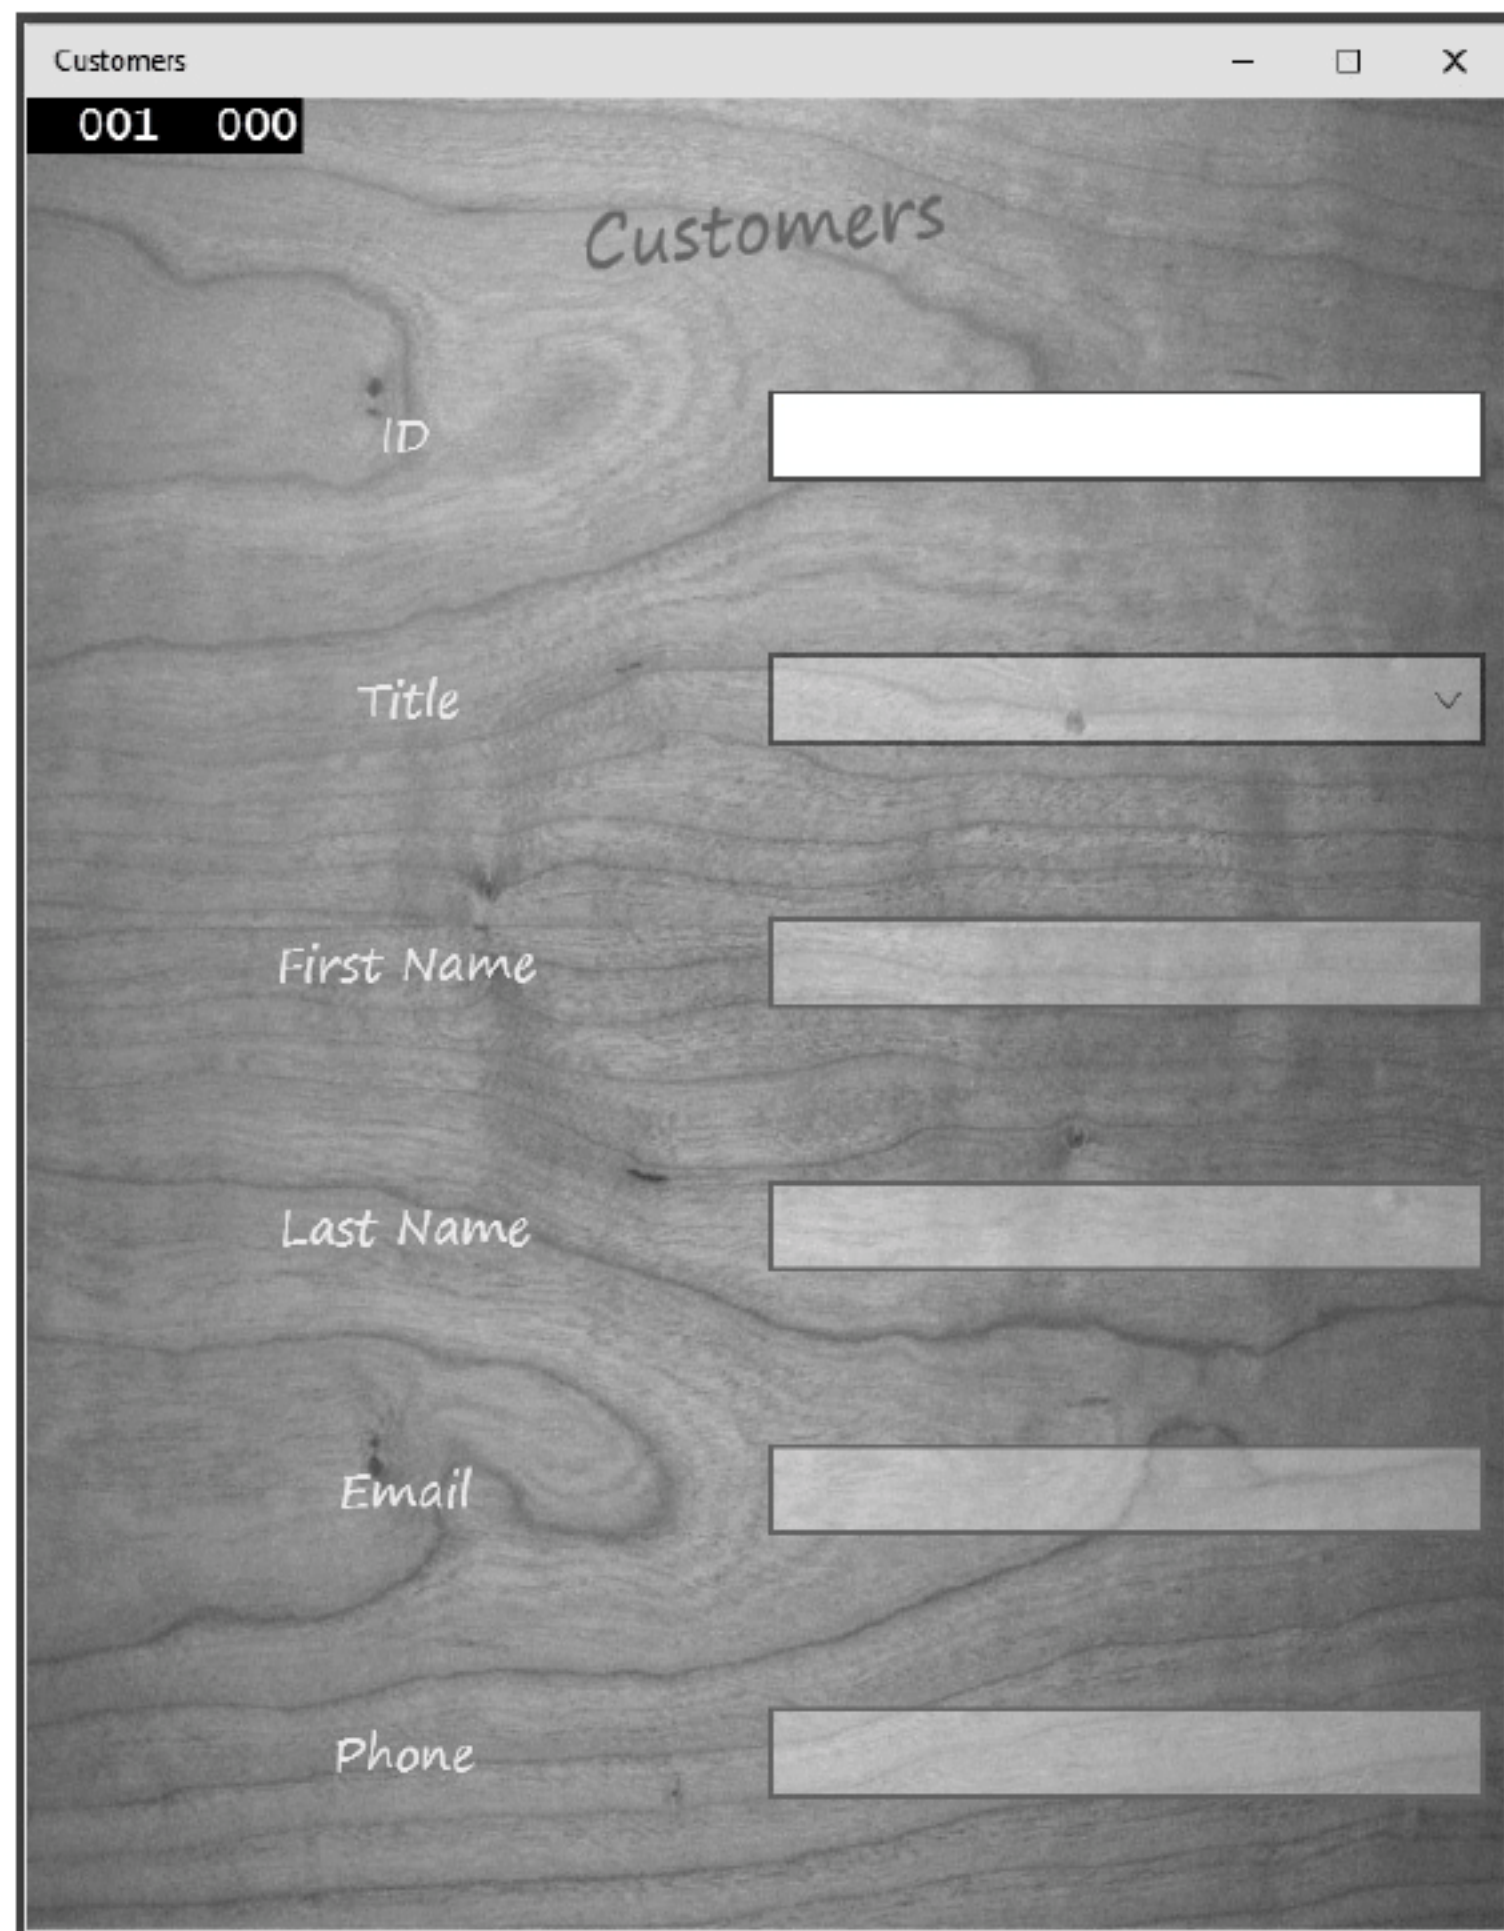 Customers
001 000
Customers
ID
Title
First Name
Last Name
Email
Phone